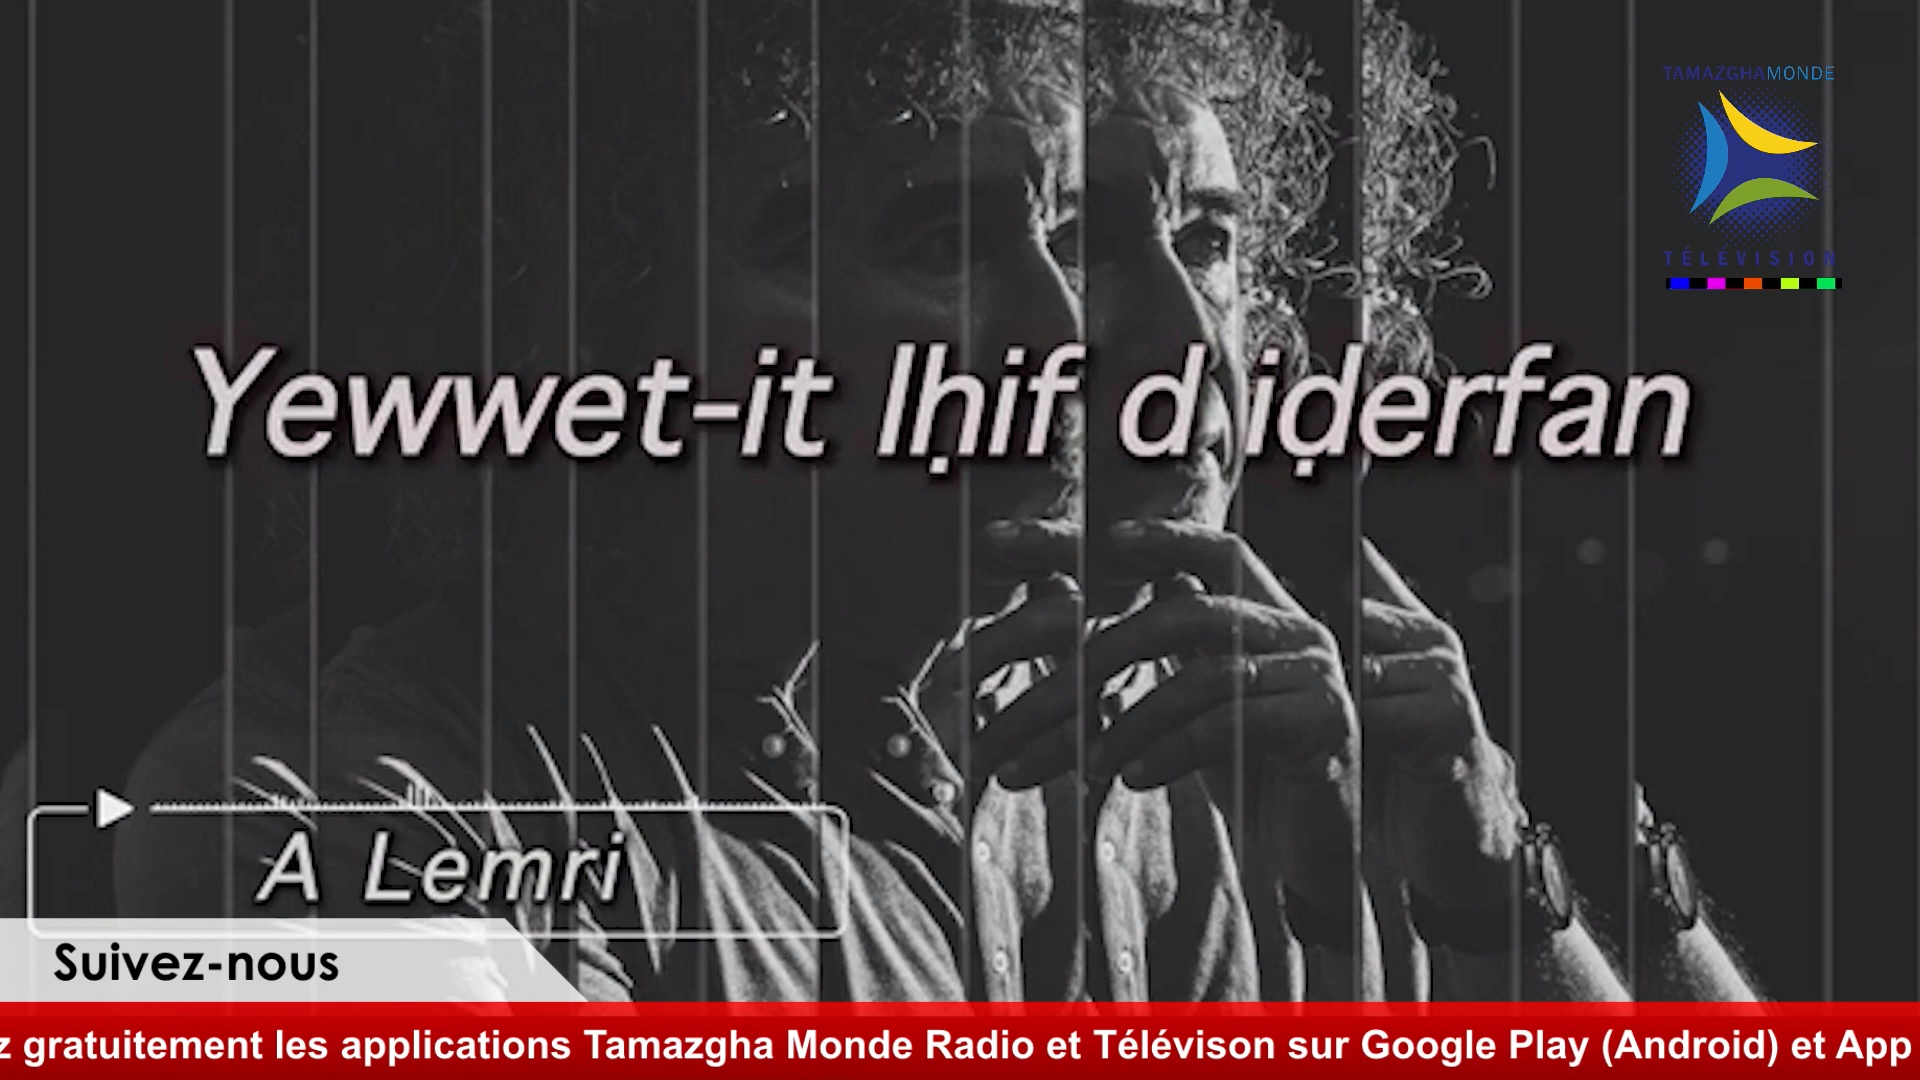 TAMAZGHAMONDE
TÉLÉVISION
Yewwet-it lḥif d iḍerfan
A Lemri
Suivez-nous
z gratuitement les applications Tamazgha Monde Radio et Télévison sur Google Play (Android) et App